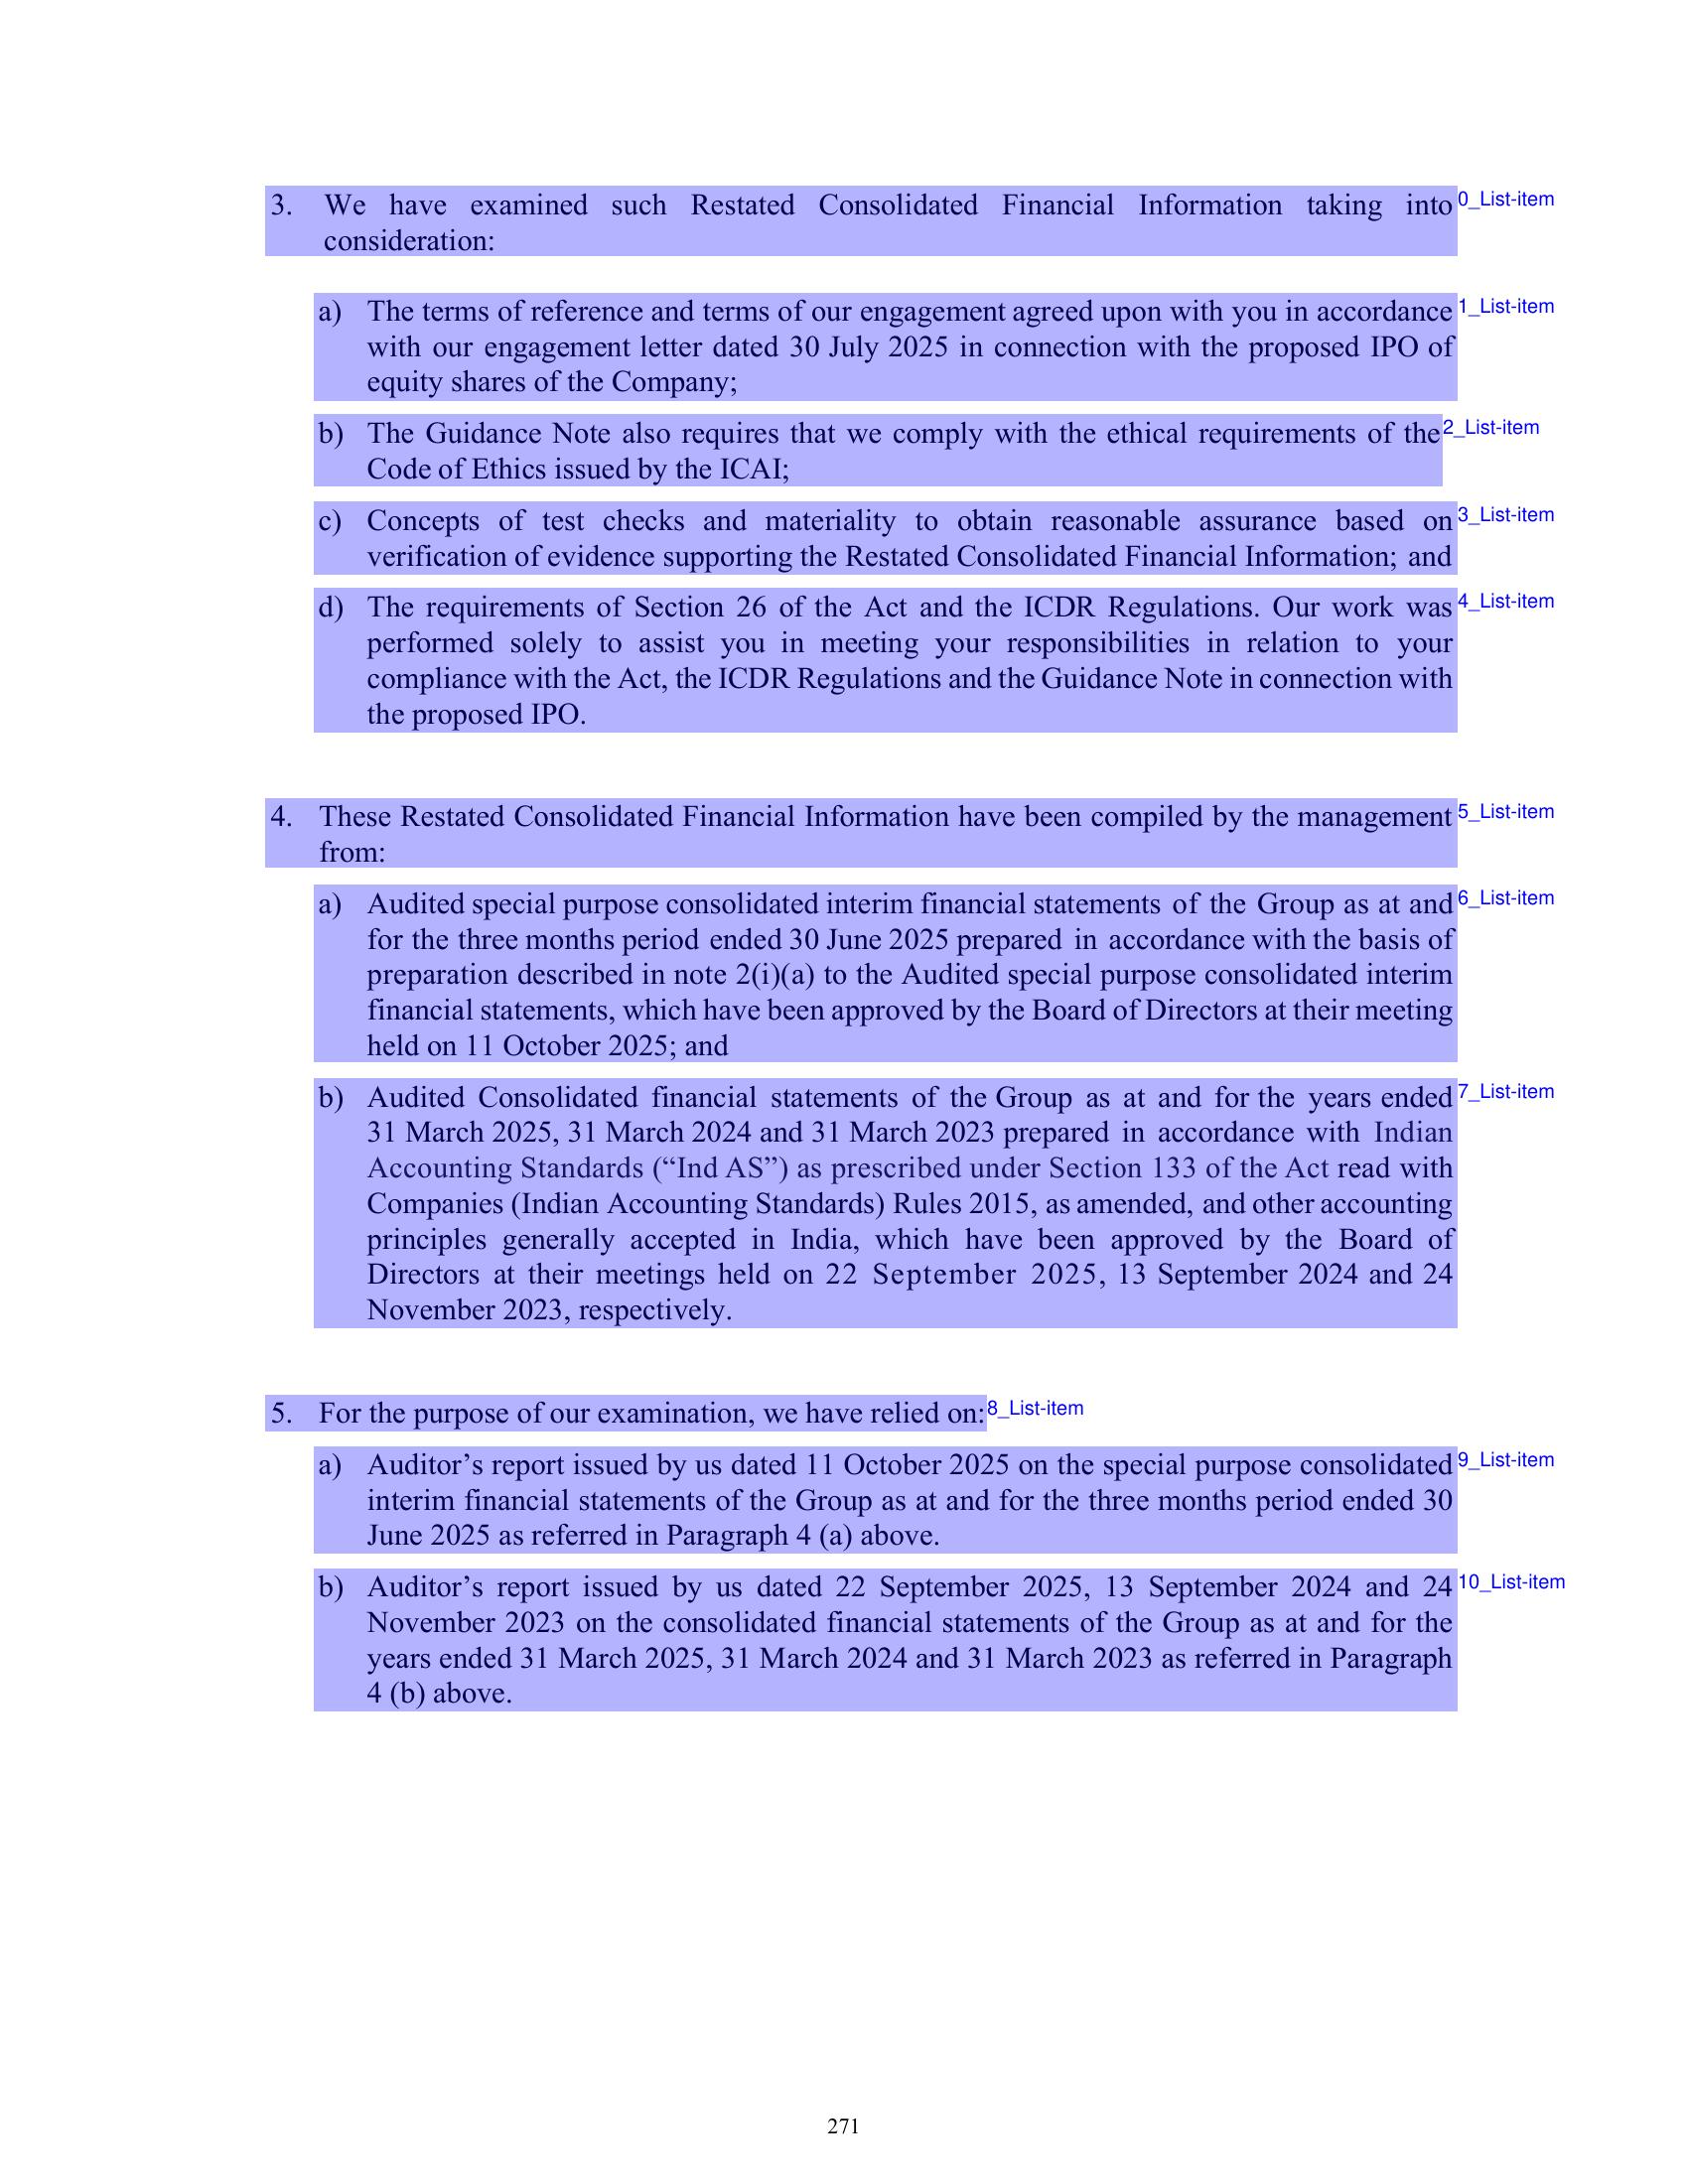 3. We have examined such Restated Consolidated Financial Information taking into 0_List-item
consideration:
a) The terms of reference and terms of our engagement agreed upon with you in accordance 1_List-item
with our engagement letter dated 30 July 2025 in connection with the proposed IPO of
equity shares of the Company;
b) The Guidance Note also requires that we comply with the ethical requirements of the 2_List-item
Code of Ethics issued by the ICAI;
c) Concepts of test checks and materiality to obtain reasonable assurance based on 3_List-item
verification of evidence supporting the Restated Consolidated Financial Information; and
d) The requirements of Section 26 of the Act and the ICDR Regulations. Our work was 4_List-item
performed solely to assist you in meeting your responsibilities in relation to your
compliance with the Act, the ICDR Regulations and the Guidance Note in connection with
the proposed IPO.
4. These Restated Consolidated Financial Information have been compiled by the management 5_List-item
from:
a) Audited special purpose consolidated interim financial statements of the Group as at and 6_List-item
for the three months period ended 30 June 2025 prepared in accordance with the basis of
preparation described in note 2(i)(a) to the Audited special purpose consolidated interim
financial statements, which have been approved by the Board of Directors at their meeting
held on 11 October 2025; and
b) Audited Consolidated financial statements of the Group as at and for the years ended 7_List-item
31 March 2025, 31 March 2024 and 31 March 2023 prepared in accordance with Indian
Accounting Standards (“Ind AS”) as prescribed under Section 133 of the Act read with
Companies (Indian Accounting Standards) Rules 2015, as amended, and other accounting
principles generally accepted in India, which have been approved by the Board of
Directors at their meetings held on 22 September 2025, 13 September 2024 and 24
November 2023, respectively.
5. For the purpose of our examination, we have relied on: 8_List-item
a) Auditor’s report issued by us dated 11 October 2025 on the special purpose consolidated 9_List-item
interim financial statements of the Group as at and for the three months period ended 30
June 2025 as referred in Paragraph 4 (a) above.
b) Auditor’s report issued by us dated 22 September 2025, 13 September 2024 and 24 10_List-item
November 2023 on the consolidated financial statements of the Group as at and for the
years ended 31 March 2025, 31 March 2024 and 31 March 2023 as referred in Paragraph
4 (b) above.
271